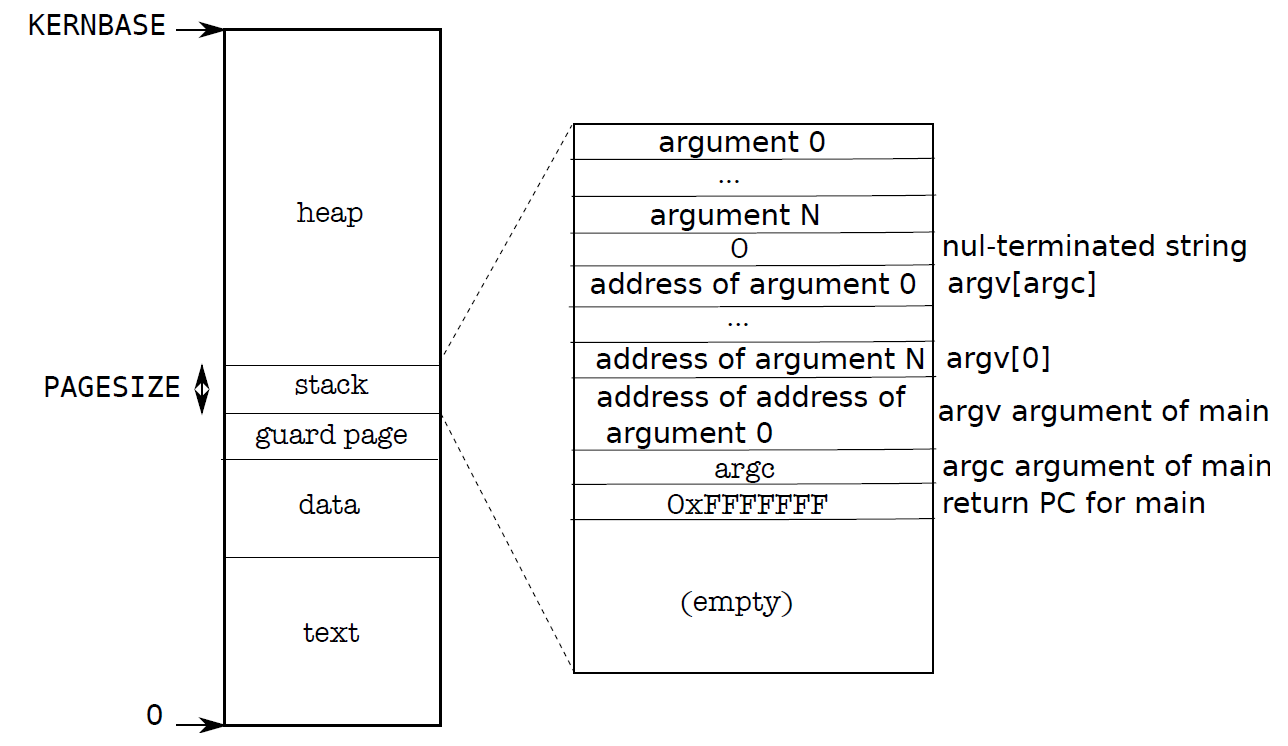 KERNBASE
heap
PAGESIZE
stack
guard page
data
text
0
argument 0
...
argument N
0
nul-terminated string
address of argument 0
argv[argc]
...
address of argument N
argv[0]
address of address of
argument 0
argv argument of main
argc
argc argument of main
0xFFFFFFF
return PC for main
(empty)